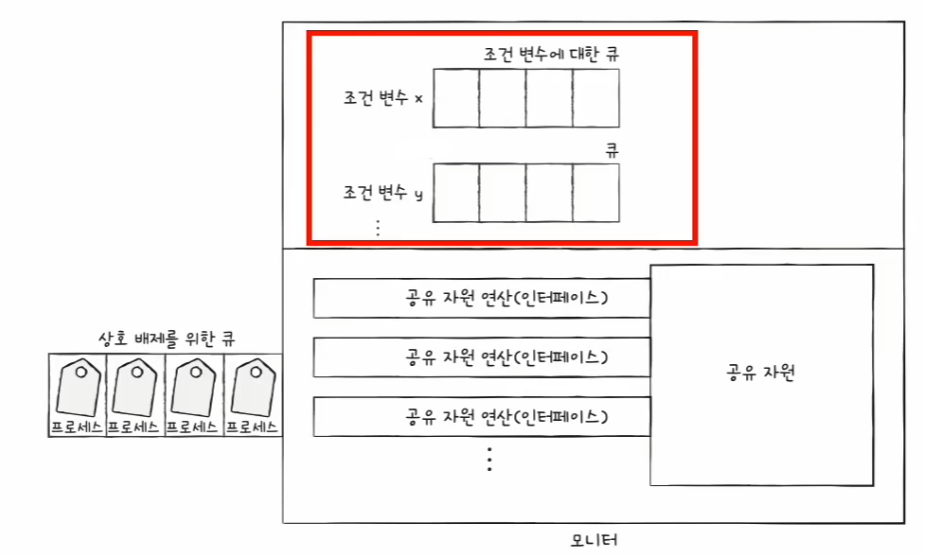 조건 변수에 대한 큐
조건 변수 x
큐
조건 변수 y
공유 자원 연산(인터페이스)
상호 배제를 위한 큐
공유 자원 연산(인터페이스)
공유 자원
프로세스 프로세스 프로세스 프로세스
공유 자원 연산(인터페이스)
모니터